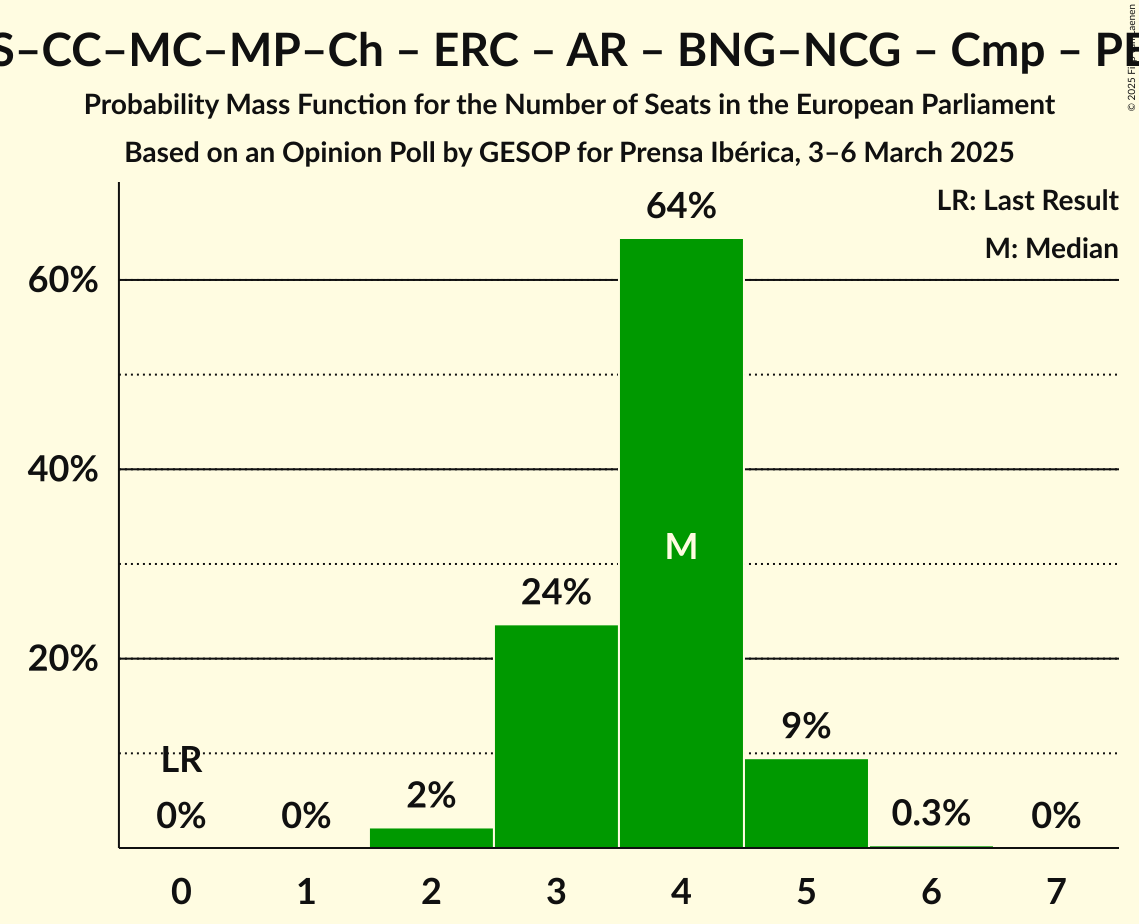 S–CC–MC–MP–Ch – ERC – AR – BNG–NCG – Cmp – PE
Probability Mass Function for the Number of Seats in the European Parliament
Based on an Opinion Poll by GESOP for Prensa Ibérica, 3–6 March 2025
LR: Last Result
M: Median
64%
60%
40%
M
24%
20%
9%
LR
2%
0%
0%
0.3%
0%
0 1 2 3 4 5 6 7
© 2025